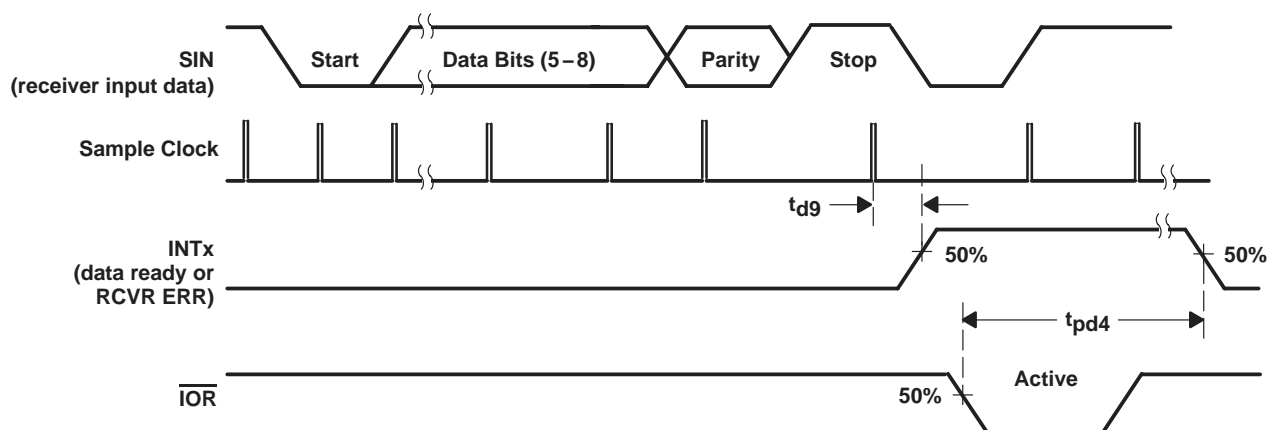 SIN
(receiver input data)
Start
Data Bits (5–8)
Parity
Stop
Sample Clock
td9
INTx
(data ready or
RCVR ERR)
50%
50%
tpd4
IOR
50%
Active